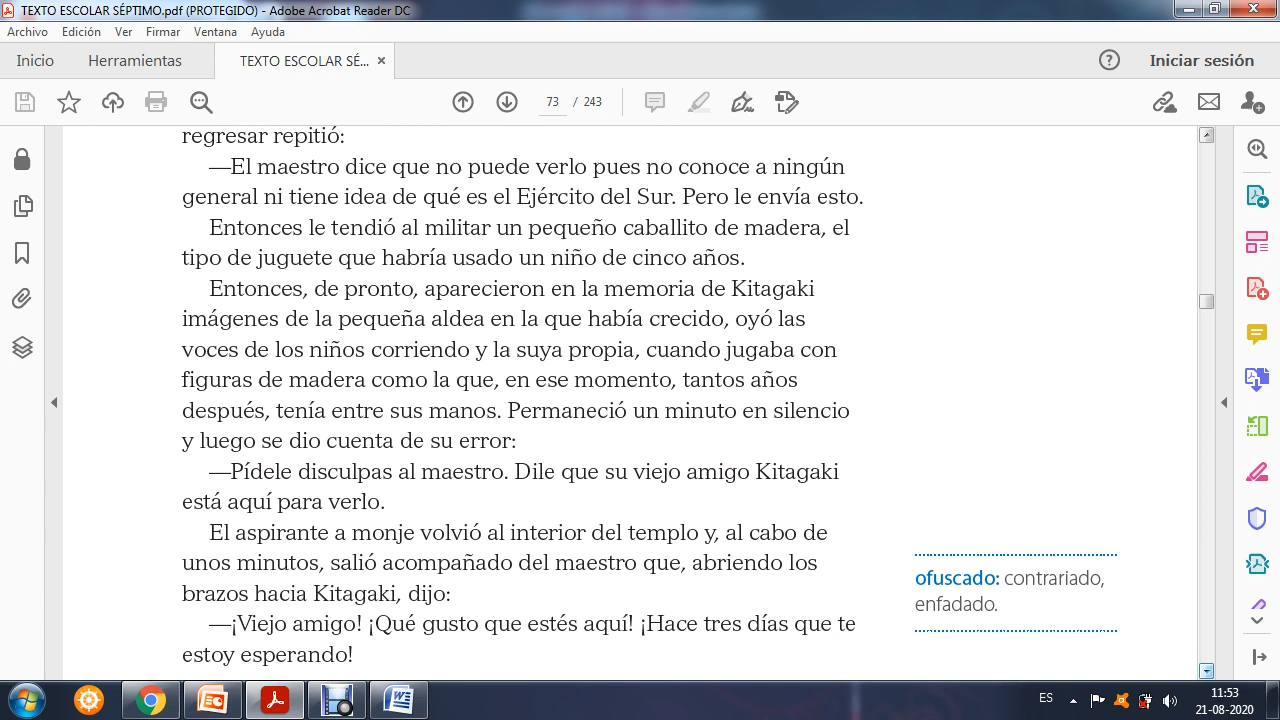 TEXTO ESCOLAR SÉPTIMO.pdf (PROTEGIDO) - Adobe Acrobat Reader DC
Archivo Edición Ver Firmar Ventana Ayuda
Inicio Herramientas TEXTO ESCOLAR SÉ... × Iniciar sesión
73 / 243
regresar repitió:
—El maestro dice que no puede verlo pues no conoce a ningún
general ni tiene idea de qué es el Ejército del Sur. Pero le envía esto.
Entonces le tendió al militar un pequeño caballito de madera, el
tipo de juguete que habría usado un niño de cinco años.
Entonces, de pronto, aparecieron en la memoria de Kitagaki
imágenes de la pequeña aldea en la que había crecido, oyó las
voces de los niños corriendo y la suya propia, cuando jugaba con
figuras de madera como la que, en ese momento, tantos años
después, tenía entre sus manos. Permaneció un minuto en silencio
y luego se dio cuenta de su error:
—Pídele disculpas al maestro. Dile que su viejo amigo Kitagaki
está aquí para verlo.
El aspirante a monje volvió al interior del templo y, al cabo de
unos minutos, salió acompañado del maestro que, abriendo los
brazos hacia Kitagaki, dijo:
—¡Viejo amigo! ¡Qué gusto que estés aquí! ¡Hace tres días que te
estoy esperando!
ofuscado: contrariado,
enfadado.
ES 11:53
21-08-2020